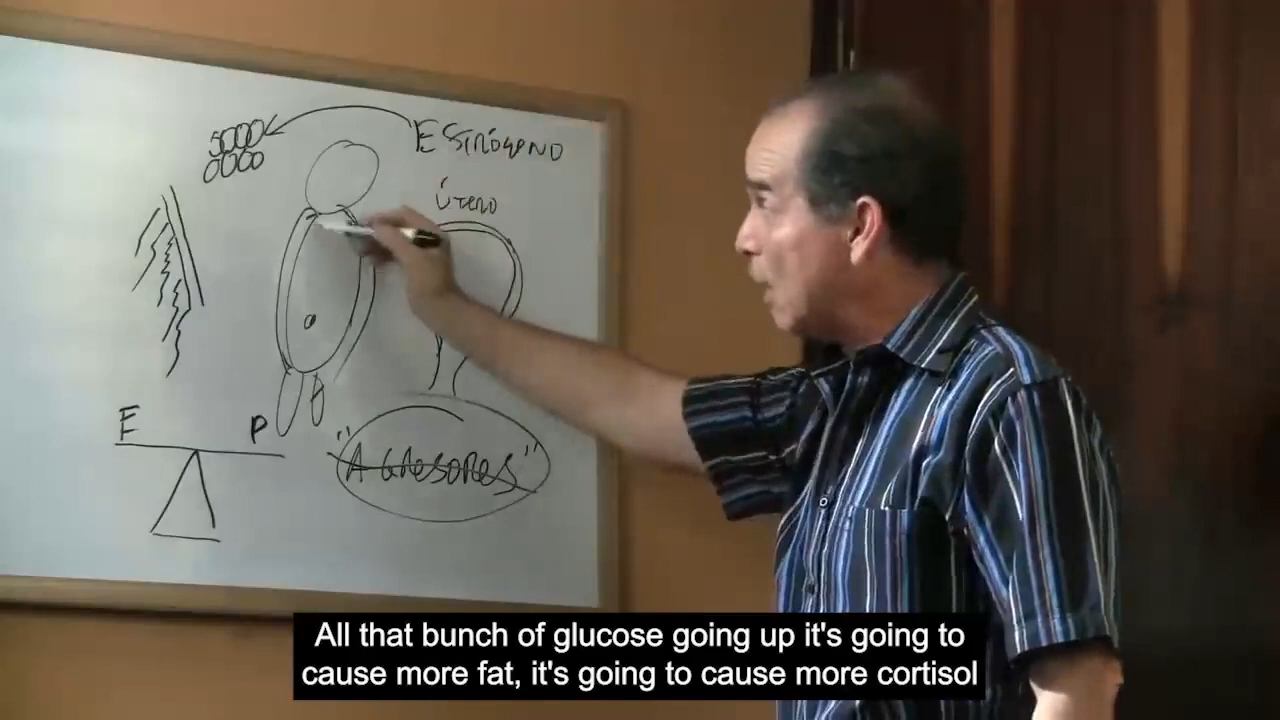 ESTRÓGENO
ÚTERO
E
P
"AGRESORES"
All that bunch of glucose going up it's going to
cause more fat, it's going to cause more cortisol